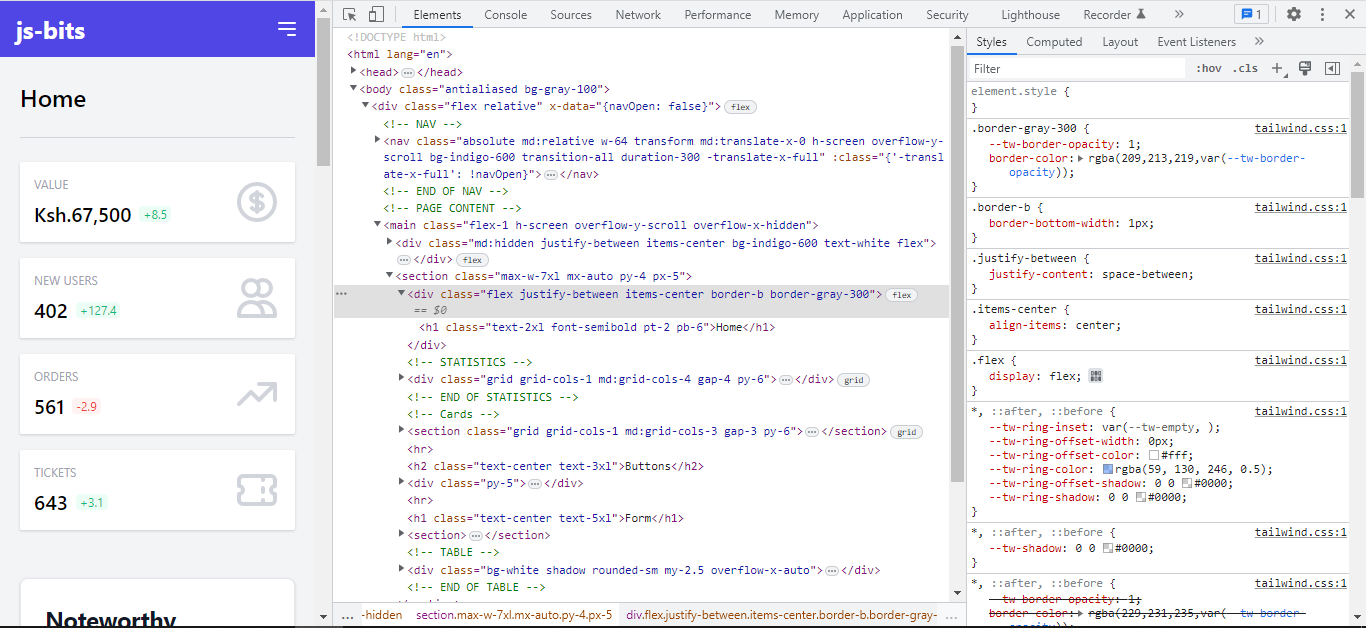 js-bits
Home
VALUE
Ksh.67,500 +8.5
NEW USERS
402 +127.4
ORDERS
561 -2.9
TICKETS
643 +3.1
Noteworthy
Elements Console Sources Network Performance Memory Application Security Lighthouse Recorder » 1
<!DOCTYPE html>
<html lang="en">
<head>…</head>
<body class="antialiased bg-gray-100">
<div class="flex relative" x-data="{navOpen: false}"> flex
<!-- NAV -->
<nav class="absolute md:relative w-64 transform md:translate-x-0 h-screen overflow-y-
scroll bg-indigo-600 transition-all duration-300 -translate-x-full" :class="{'-transl
ate-x-full': !navOpen}">…</nav>
<!-- END OF NAV -->
<!-- PAGE CONTENT -->
<main class="flex-1 h-screen overflow-y-scroll overflow-x-hidden">
<div class="md:hidden justify-between items-center bg-indigo-600 text-white flex">
…</div> flex
<section class="max-w-7xl mx-auto py-4 px-5">
… <div class="flex justify-between items-center border-b border-gray-300"> flex
== $0
<h1 class="text-2xl font-semibold pt-2 pb-6">Home</h1>
</div>
<!-- STATISTICS -->
<div class="grid grid-cols-1 md:grid-cols-4 gap-4 py-6">…</div> grid
<!-- END OF STATISTICS -->
<!-- Cards -->
<section class="grid grid-cols-1 md:grid-cols-3 gap-3 py-6">…</section> grid
<hr>
<h2 class="text-center text-3xl">Buttons</h2>
<div class="py-5">…</div>
<hr>
<h1 class="text-center text-5xl">Form</h1>
<section>…</section>
<!-- TABLE -->
<div class="bg-white shadow rounded-sm my-2.5 overflow-x-auto">…</div>
<!-- END OF TABLE -->
… -hidden section.max-w-7xl.mx-auto.py-4.px-5 div.flex.justify-between.items-center.border-b.border-gray- …
Styles Computed Layout Event Listeners »
Filter :hov .cls +
element.style {
}
.border-gray-300 { tailwind.css:1
--tw-border-opacity: 1;
border-color: rgba(209,213,219,var(--tw-border-
opacity));
}
.border-b { tailwind.css:1
border-bottom-width: 1px;
}
.justify-between { tailwind.css:1
justify-content: space-between;
}
.items-center { tailwind.css:1
align-items: center;
}
.flex { tailwind.css:1
display: flex;
}
*, ::after, ::before { tailwind.css:1
--tw-ring-inset: var(--tw-empty, );
--tw-ring-offset-width: 0px;
--tw-ring-offset-color: #fff;
--tw-ring-color: rgba(59, 130, 246, 0.5);
--tw-ring-offset-shadow: 0 0 #0000;
--tw-ring-shadow: 0 0 #0000;
}
*, ::after, ::before { tailwind.css:1
--tw-shadow: 0 0 #0000;
}
*, ::after, ::before { tailwind.css:1
--tw-border-opacity: 1;
border-color: rgba(229,231,235,var(--tw-border-
opacity));